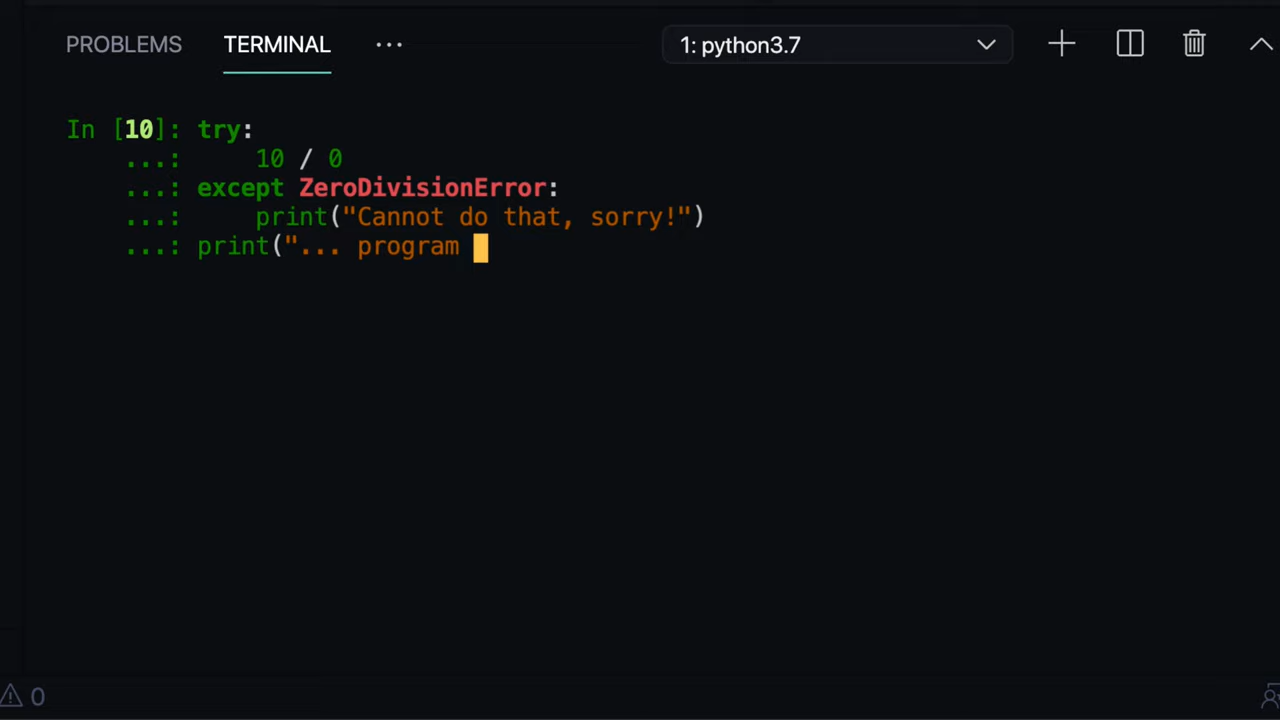 PROBLEMS TERMINAL ... 1: python3.7
In [10]: try:
...: 10 / 0
...: except ZeroDivisionError:
...: print("Cannot do that, sorry!")
...: print("... program
0